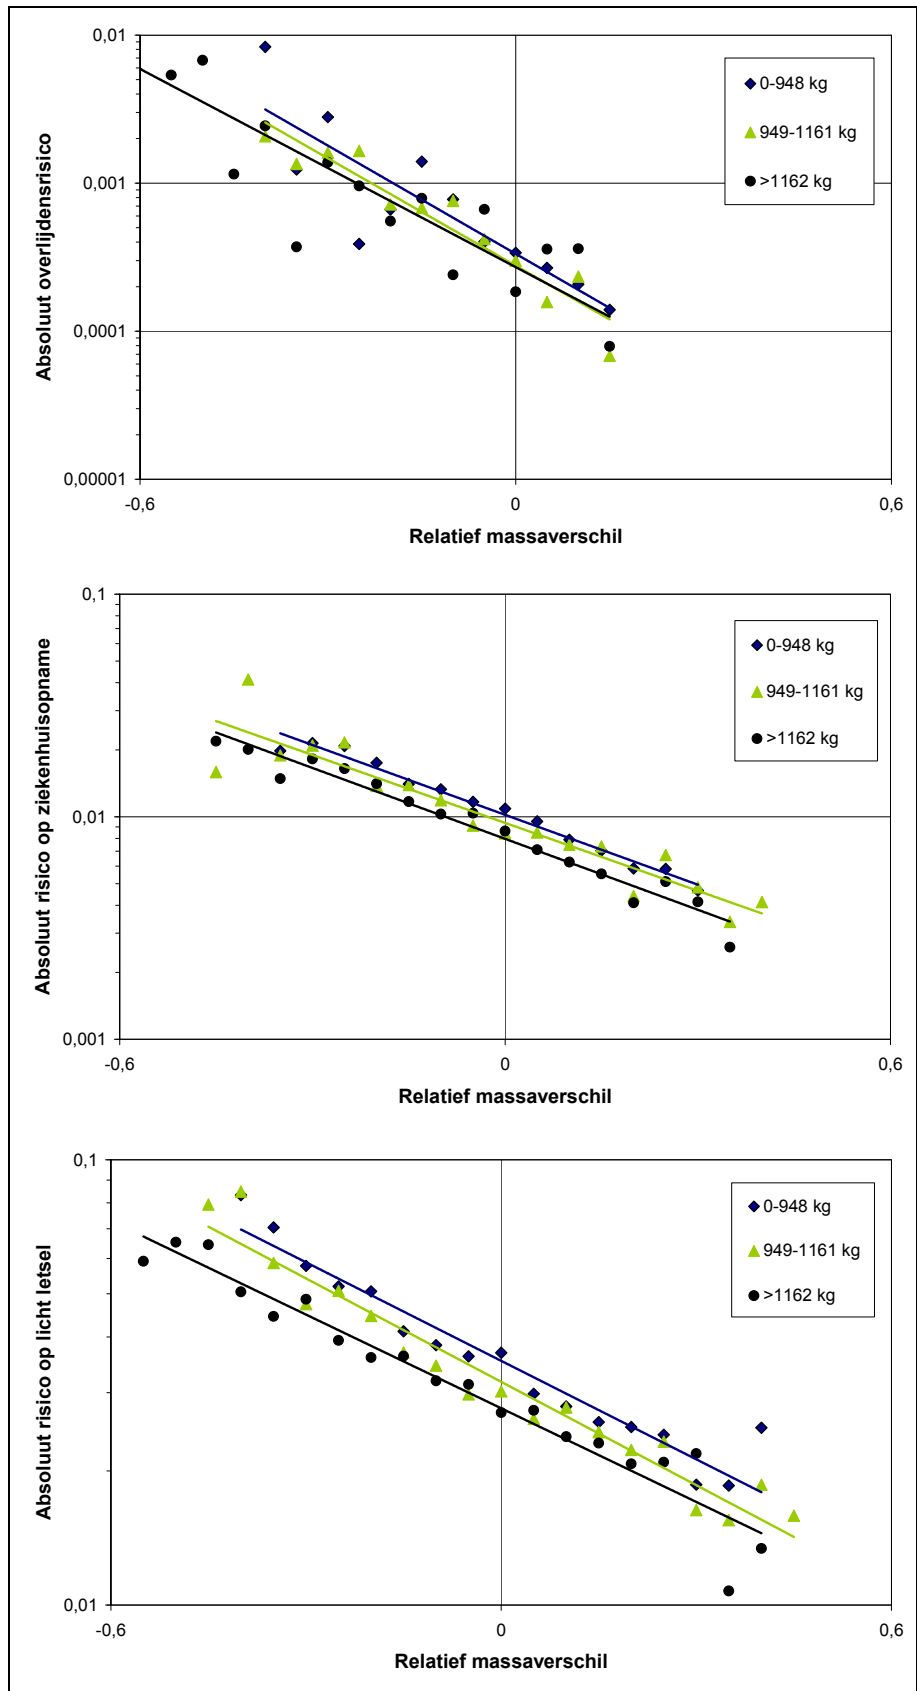 0,01
0,001
0,0001
0,00001
-0,6
0
0,6
Absoluut overlijdensrisico
Relatief massaverschil
0-948 kg
949-1161 kg
>1162 kg
0,1
0,01
0,001
-0,6
0
0,6
Absoluut risico op ziekenhuisopname
Relatief massaverschil
0-948 kg
949-1161 kg
>1162 kg
0,1
0,01
-0,6
0
0,6
Absoluut risico op licht letsel
Relatief massaverschil
0-948 kg
949-1161 kg
>1162 kg